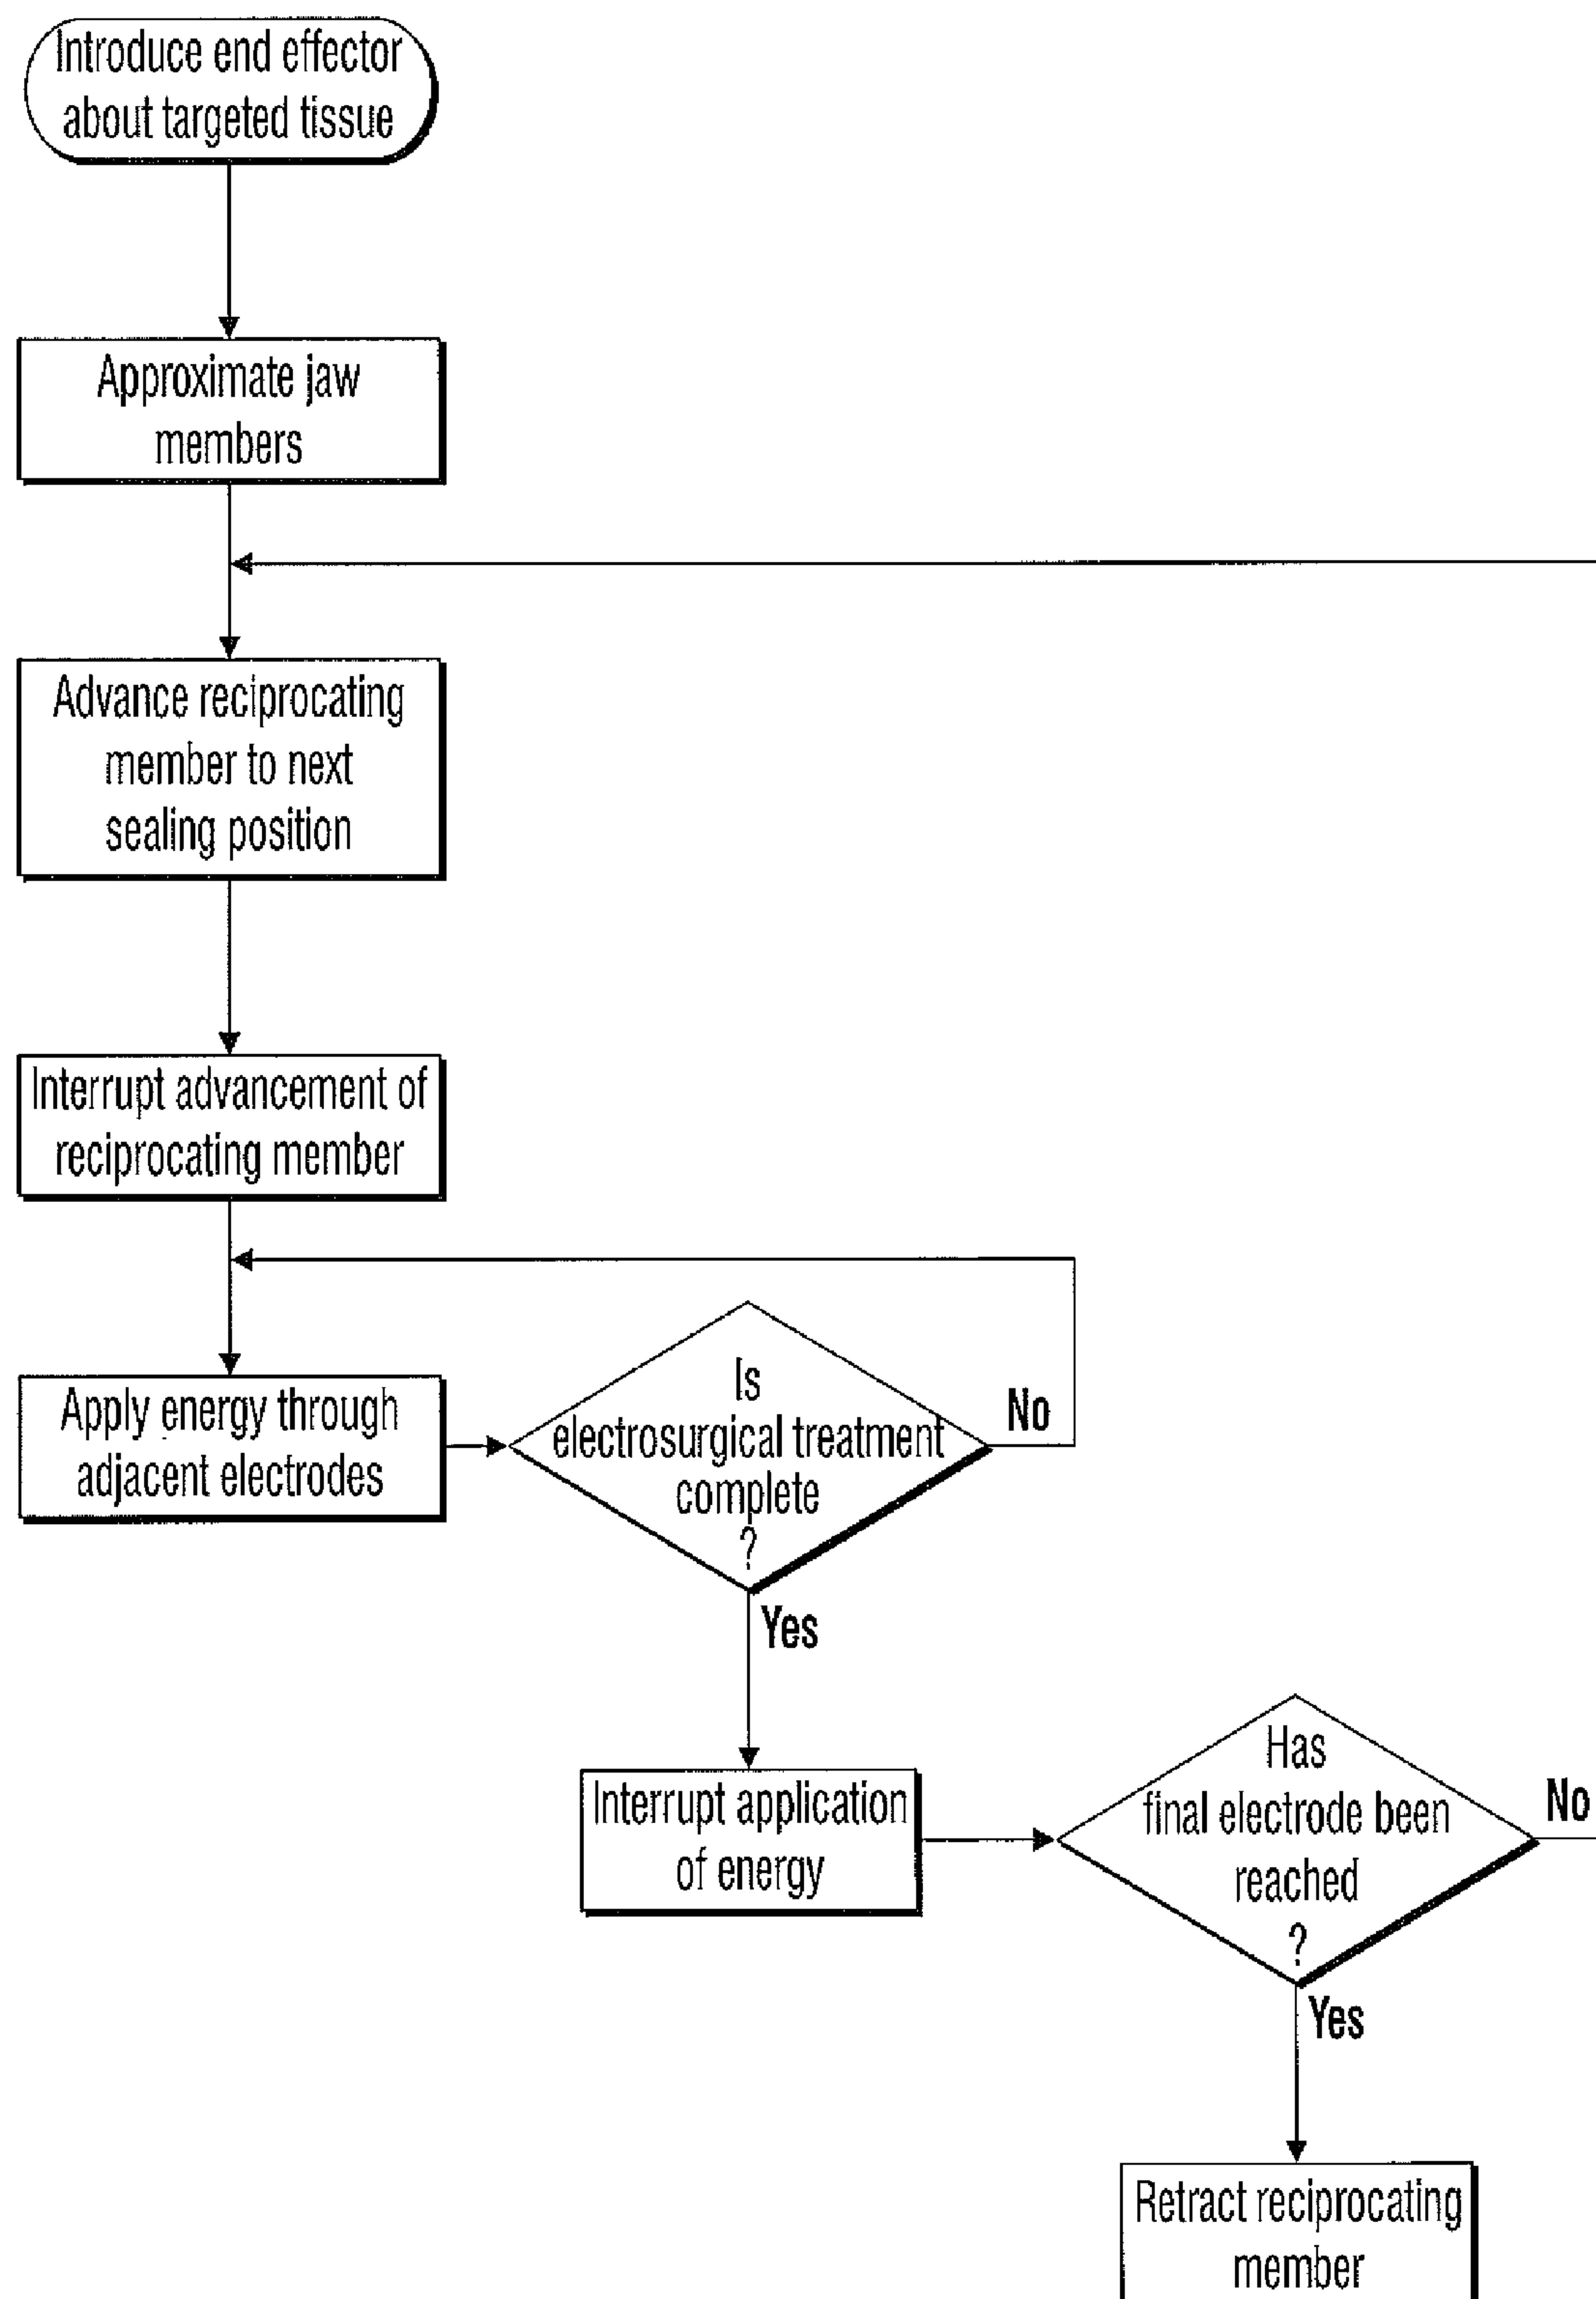 Introduce end effector
about targeted tissue
Approximate jaw
members
Advance reciprocating
member to next
sealing position
Interrupt advancement of
reciprocating member
Apply energy through
adjacent electrodes
Is
electrosurgical treatment
complete
?
No
Yes
Interrupt application
of energy
Has
final electrode been
reached
?
No
Yes
Retract reciprocating
member